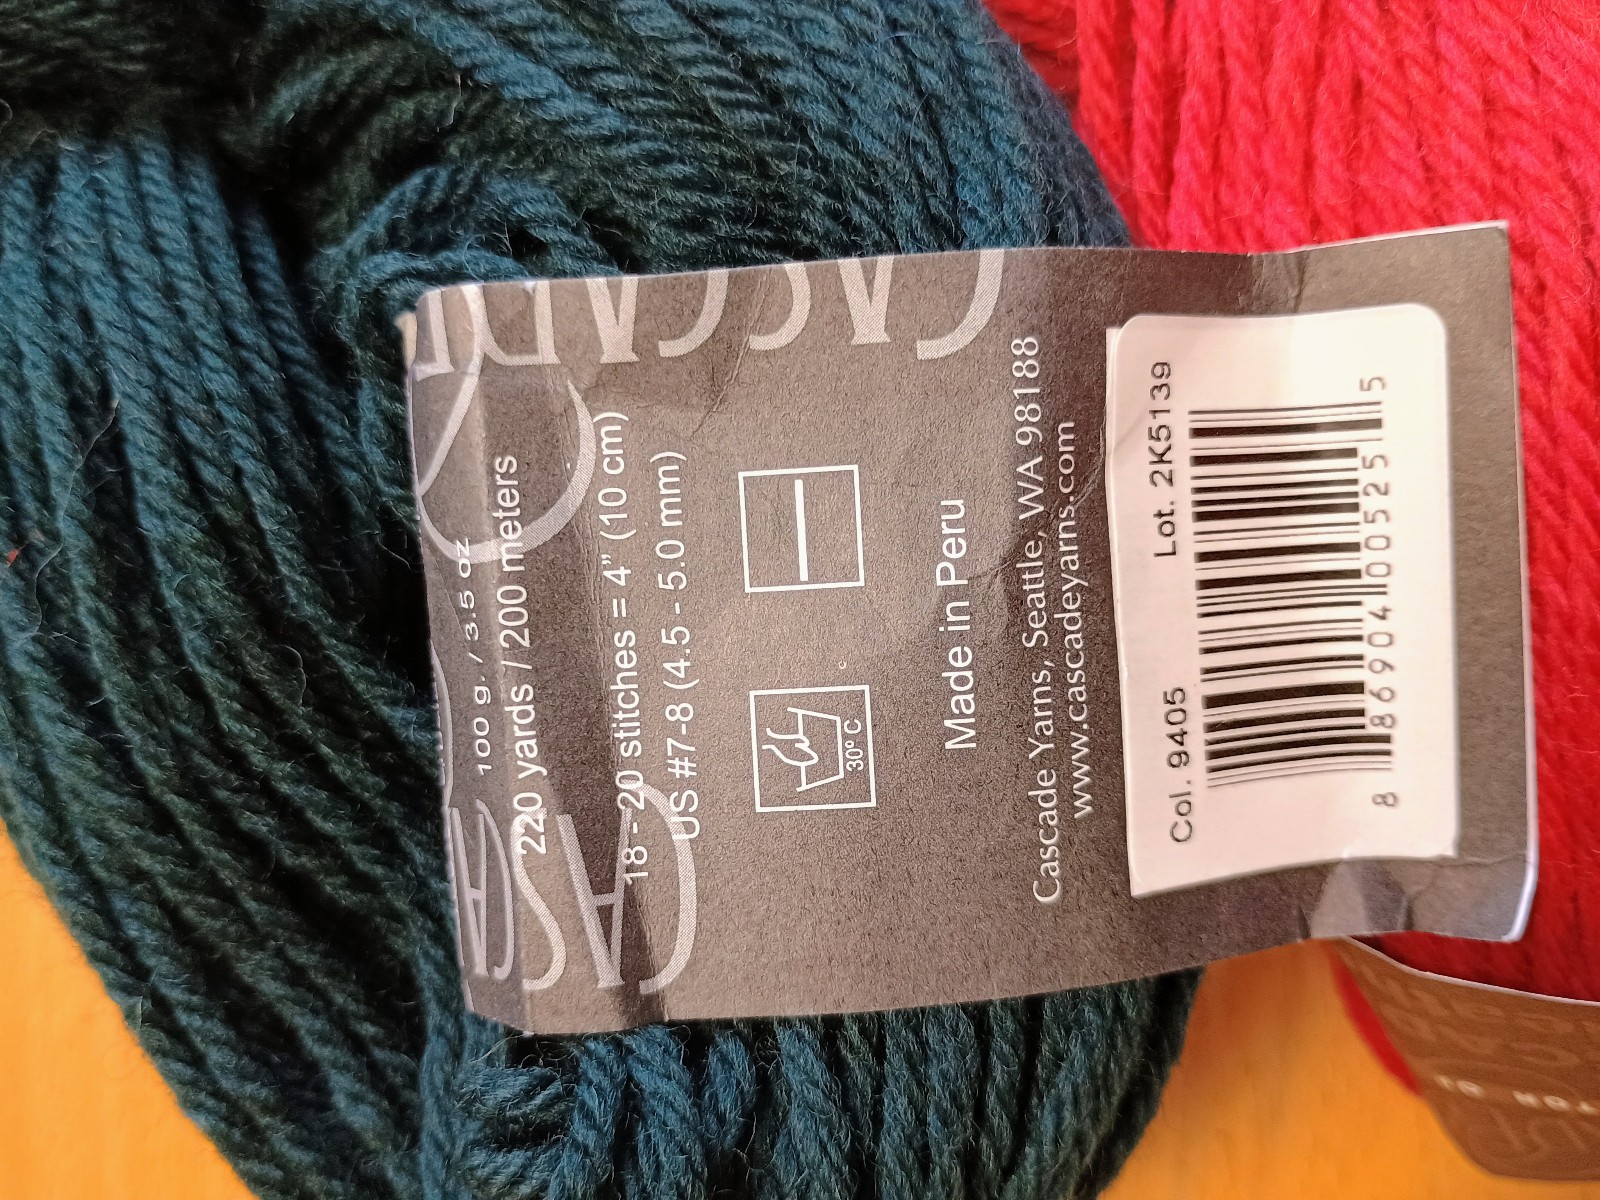 CASCADE
100 g. / 3.5 oz
220 yards / 200 meters
18 - 20 stitches = 4" (10 cm)
US #7-8 (4.5 - 5.0 mm)
30° C
Made in Peru
Cascade Yarns, Seattle, WA 98188
www.cascadeyarns.com
Col. 9405 Lot. 2K5139
8 86904 00525 5